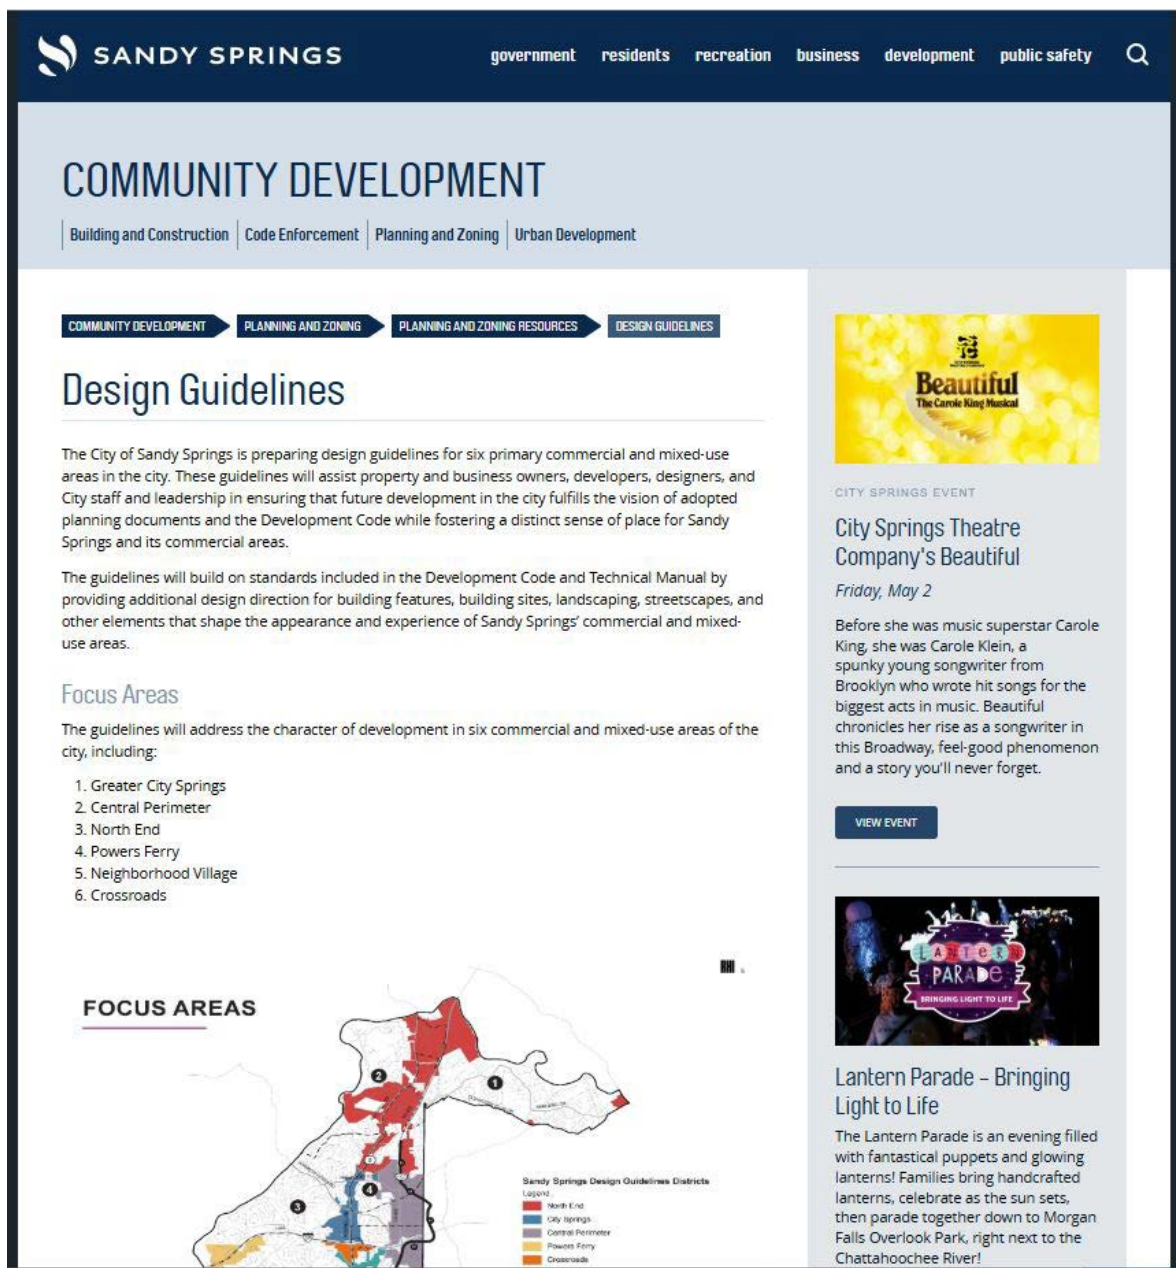 SANDY SPRINGS
government residents recreation business development public safety
COMMUNITY DEVELOPMENT
Building and Construction Code Enforcement Planning and Zoning Urban Development
COMMUNITY DEVELOPMENT PLANNING AND ZONING PLANNING AND ZONING RESOURCES DESIGN GUIDELINES
Design Guidelines
The City of Sandy Springs is preparing design guidelines for six primary commercial and mixed-use
areas in the city. These guidelines will assist property and business owners, developers, designers, and
City staff and leadership in ensuring that future development in the city fulfills the vision of adopted
planning documents and the Development Code while fostering a distinct sense of place for Sandy
Springs and its commercial areas.
The guidelines will build on standards included in the Development Code and Technical Manual by
providing additional design direction for building features, building sites, landscaping, streetscapes, and
other elements that shape the appearance and experience of Sandy Springs' commercial and mixed-
use areas.
Focus Areas
The guidelines will address the character of development in six commercial and mixed-use areas of the
city, including:
1. Greater City Springs
2. Central Perimeter
3. North End
4. Powers Ferry
5. Neighborhood Village
6. Crossroads
RHI
FOCUS AREAS
2
1
3
4
Sandy Springs Design Guidelines Districts
Legend
North End
City Springs
Central Perimeter
Powers Ferry
Crossroads
Beautiful
The Carole King Musical
CITY SPRINGS EVENT
City Springs Theatre
Company's Beautiful
Friday, May 2
Before she was music superstar Carole
King, she was Carole Klein, a
spunky young songwriter from
Brooklyn who wrote hit songs for the
biggest acts in music. Beautiful
chronicles her rise as a songwriter in
this Broadway, feel-good phenomenon
and a story you'll never forget.
VIEW EVENT
LANTERN
PARADE
BRINGING LIGHT TO LIFE
Lantern Parade – Bringing
Light to Life
The Lantern Parade is an evening filled
with fantastical puppets and glowing
lanterns! Families bring handcrafted
lanterns, celebrate as the sun sets,
then parade together down to Morgan
Falls Overlook Park, right next to the
Chattahoochee River!